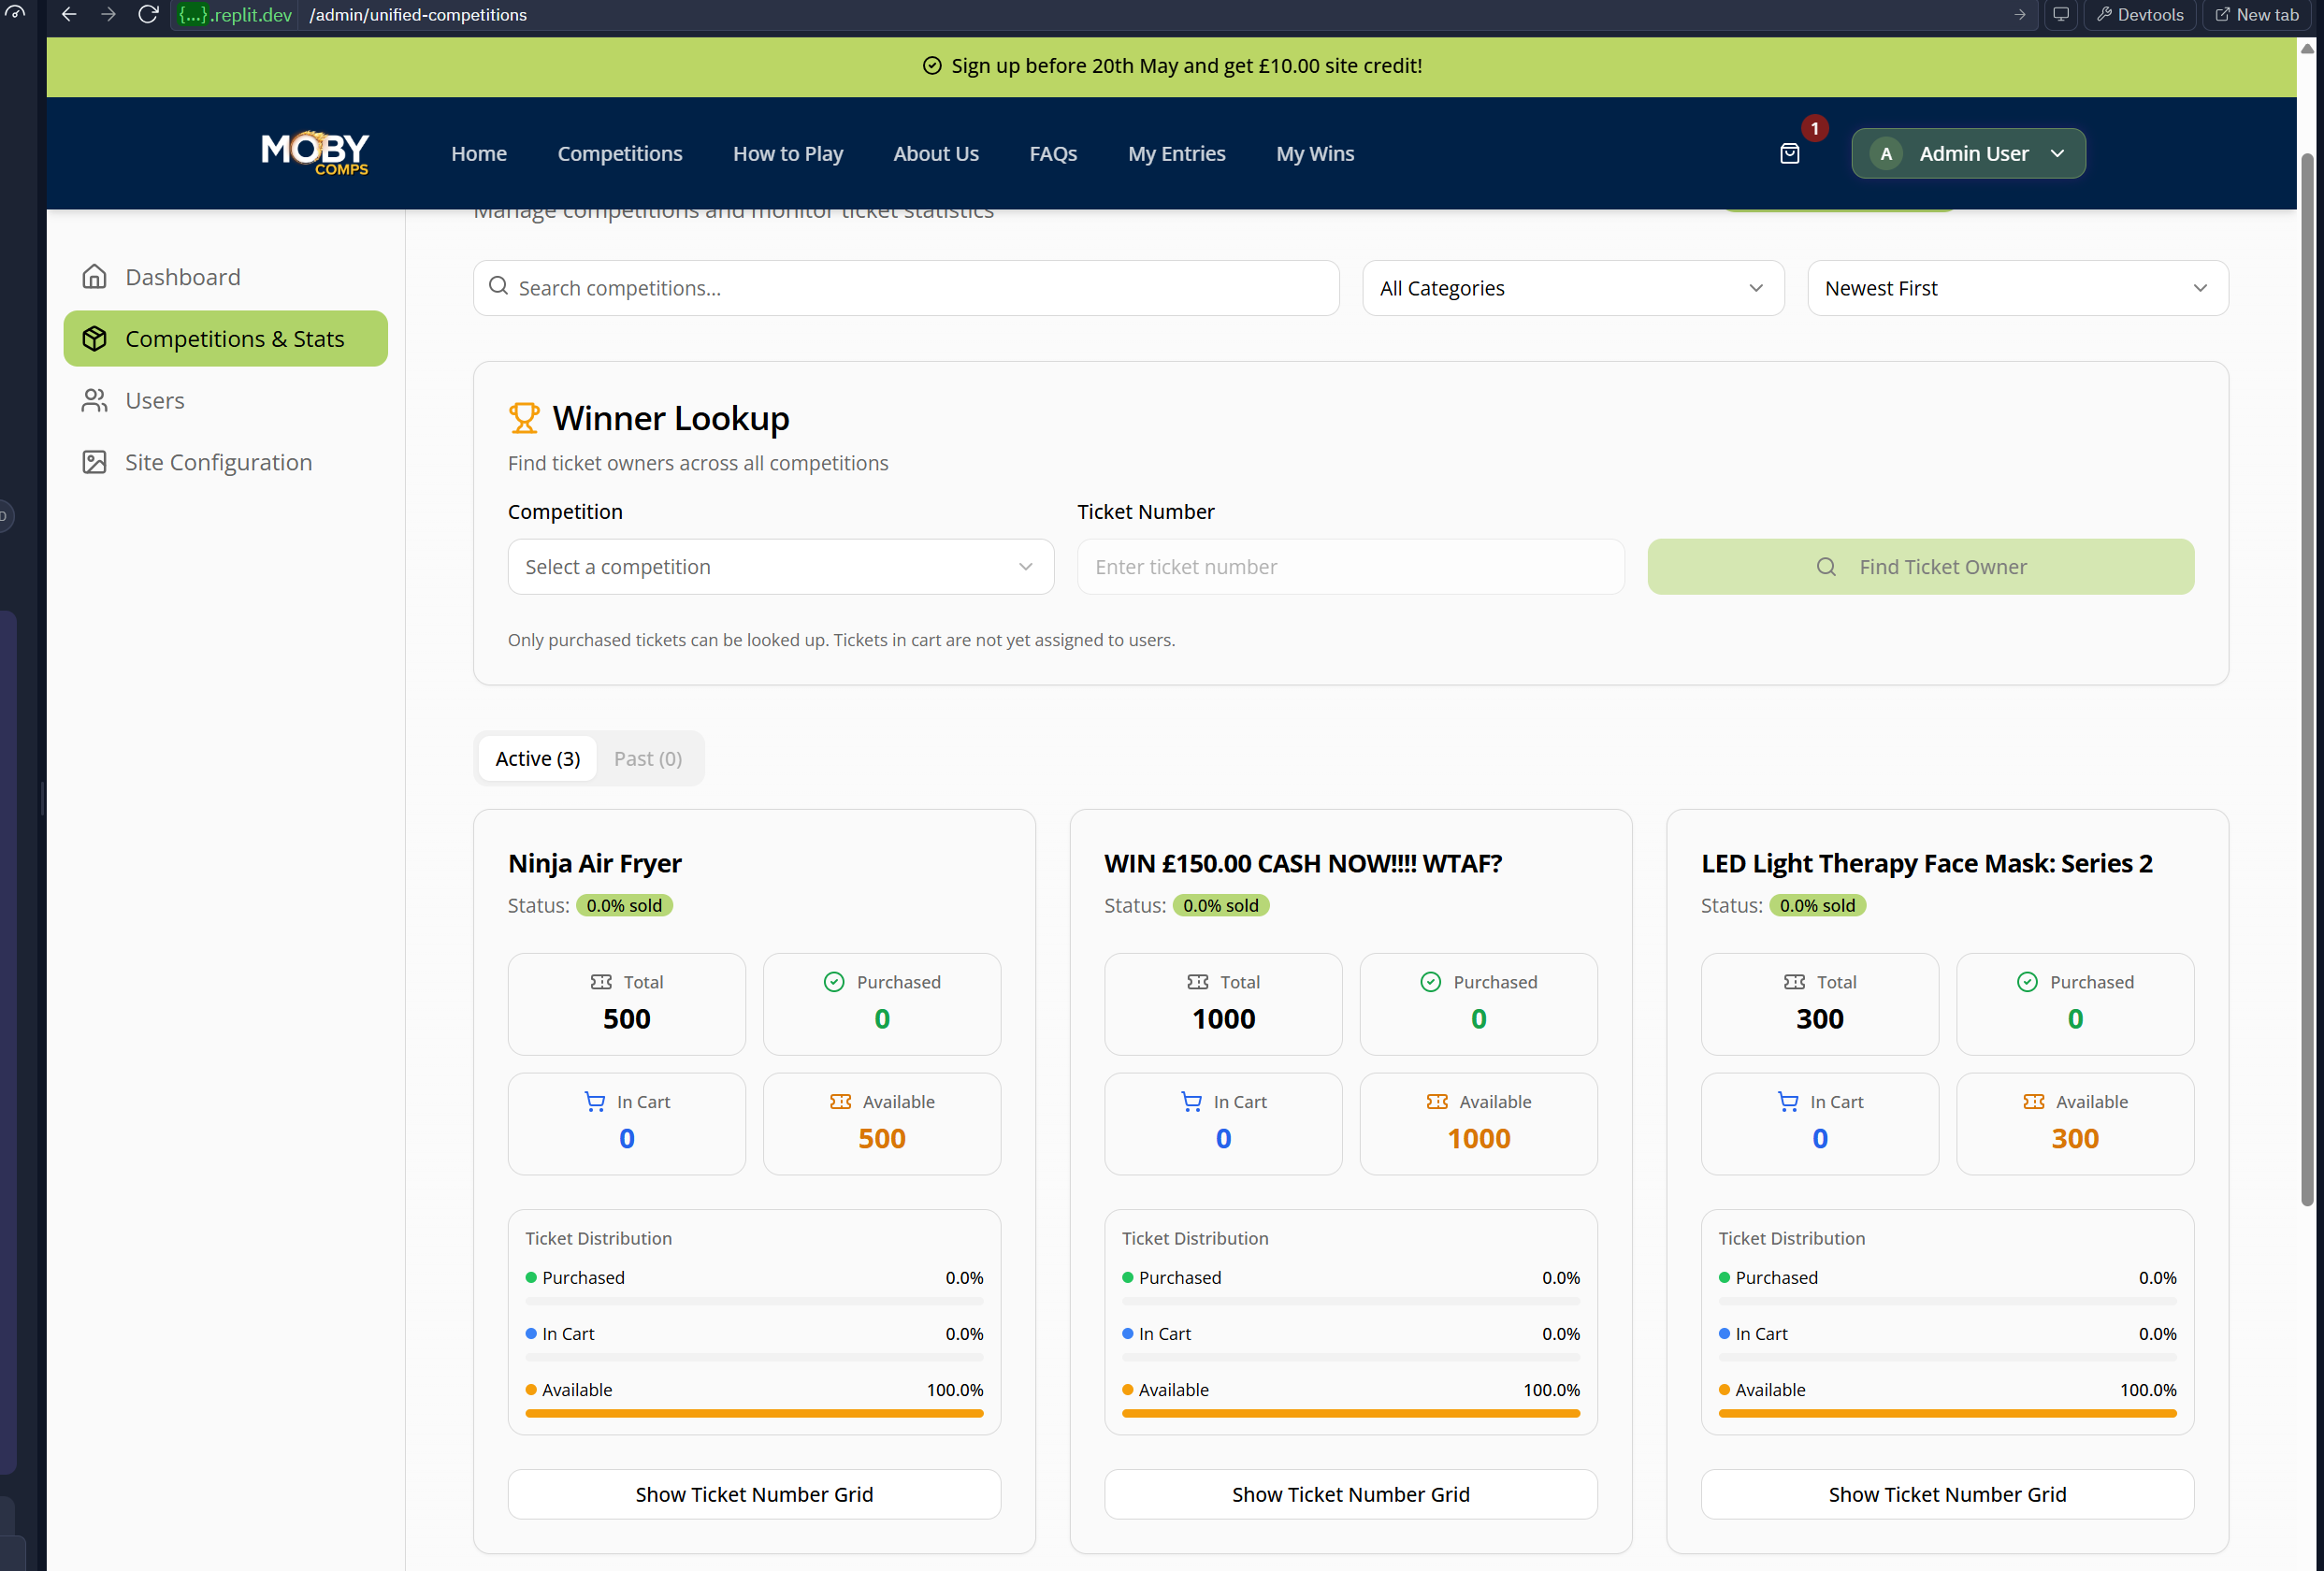 {...}.replit.dev /admin/unified-competitions Devtools New tab
Sign up before 20th May and get £10.00 site credit!
MOBY COMPS
Home Competitions How to Play About Us FAQs My Entries My Wins 1 A Admin User
Manage competitions and monitor ticket statistics
Dashboard
Competitions & Stats
Users
Site Configuration
Search competitions... All Categories Newest First
Winner Lookup
Find ticket owners across all competitions
Competition Ticket Number
Select a competition Enter ticket number Find Ticket Owner
Only purchased tickets can be looked up. Tickets in cart are not yet assigned to users.
Active (3) Past (0)
Ninja Air Fryer
Status: 0.0% sold
Total Purchased
500 0
In Cart Available
0 500
Ticket Distribution
Purchased 0.0%
In Cart 0.0%
Available 100.0%
Show Ticket Number Grid
WIN £150.00 CASH NOW!!!! WTAF?
Status: 0.0% sold
Total Purchased
1000 0
In Cart Available
0 1000
Ticket Distribution
Purchased 0.0%
In Cart 0.0%
Available 100.0%
Show Ticket Number Grid
LED Light Therapy Face Mask: Series 2
Status: 0.0% sold
Total Purchased
300 0
In Cart Available
0 300
Ticket Distribution
Purchased 0.0%
In Cart 0.0%
Available 100.0%
Show Ticket Number Grid